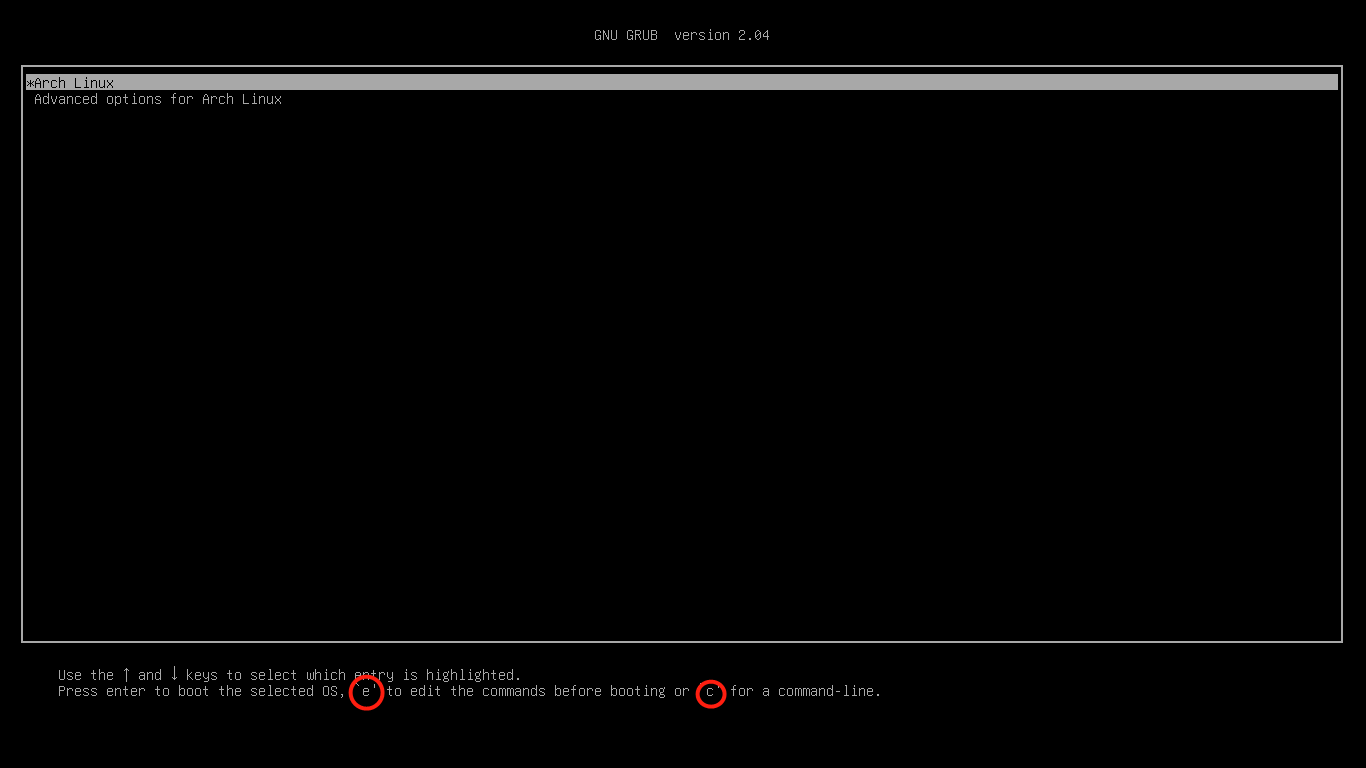 GNU GRUB  version 2.04
*Arch Linux
Advanced options for Arch Linux
Use the ↑ and ↓ keys to select which entry is highlighted.
Press enter to boot the selected OS, `e' to edit the commands before booting or `c' for a command-line.